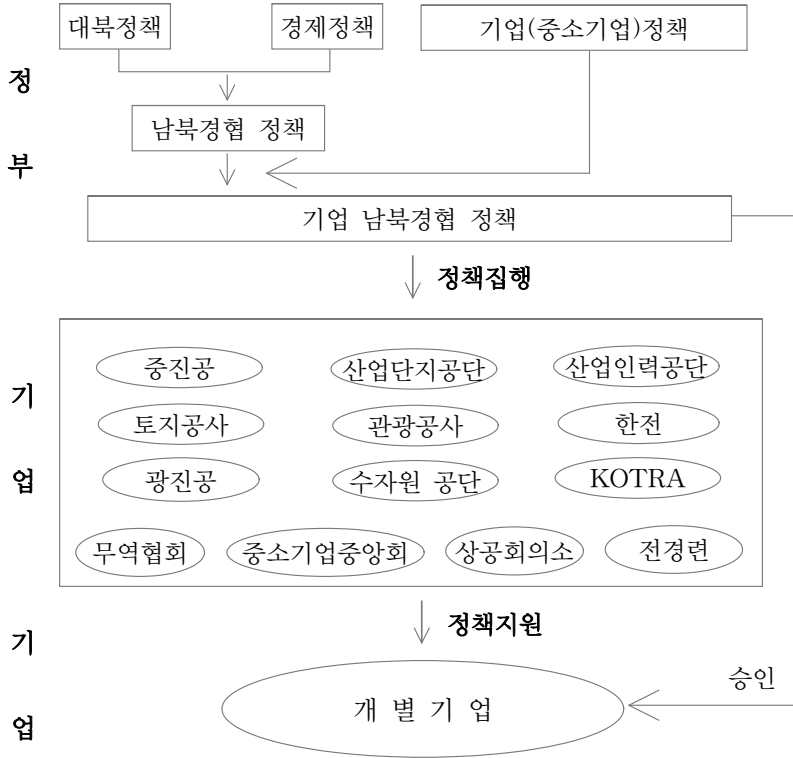 대북정책 경제정책 기업(중소기업)정책
정
남북경협 정책
부
기업 남북경협 정책
정책집행
중진공 산업단지공단 산업인력공단
기
토지공사 관광공사 한전
업
광진공 수자원 공단 KOTRA
무역협회 중소기업중앙회 상공회의소 전경련
정책지원
기
승인
개 별 기 업
업